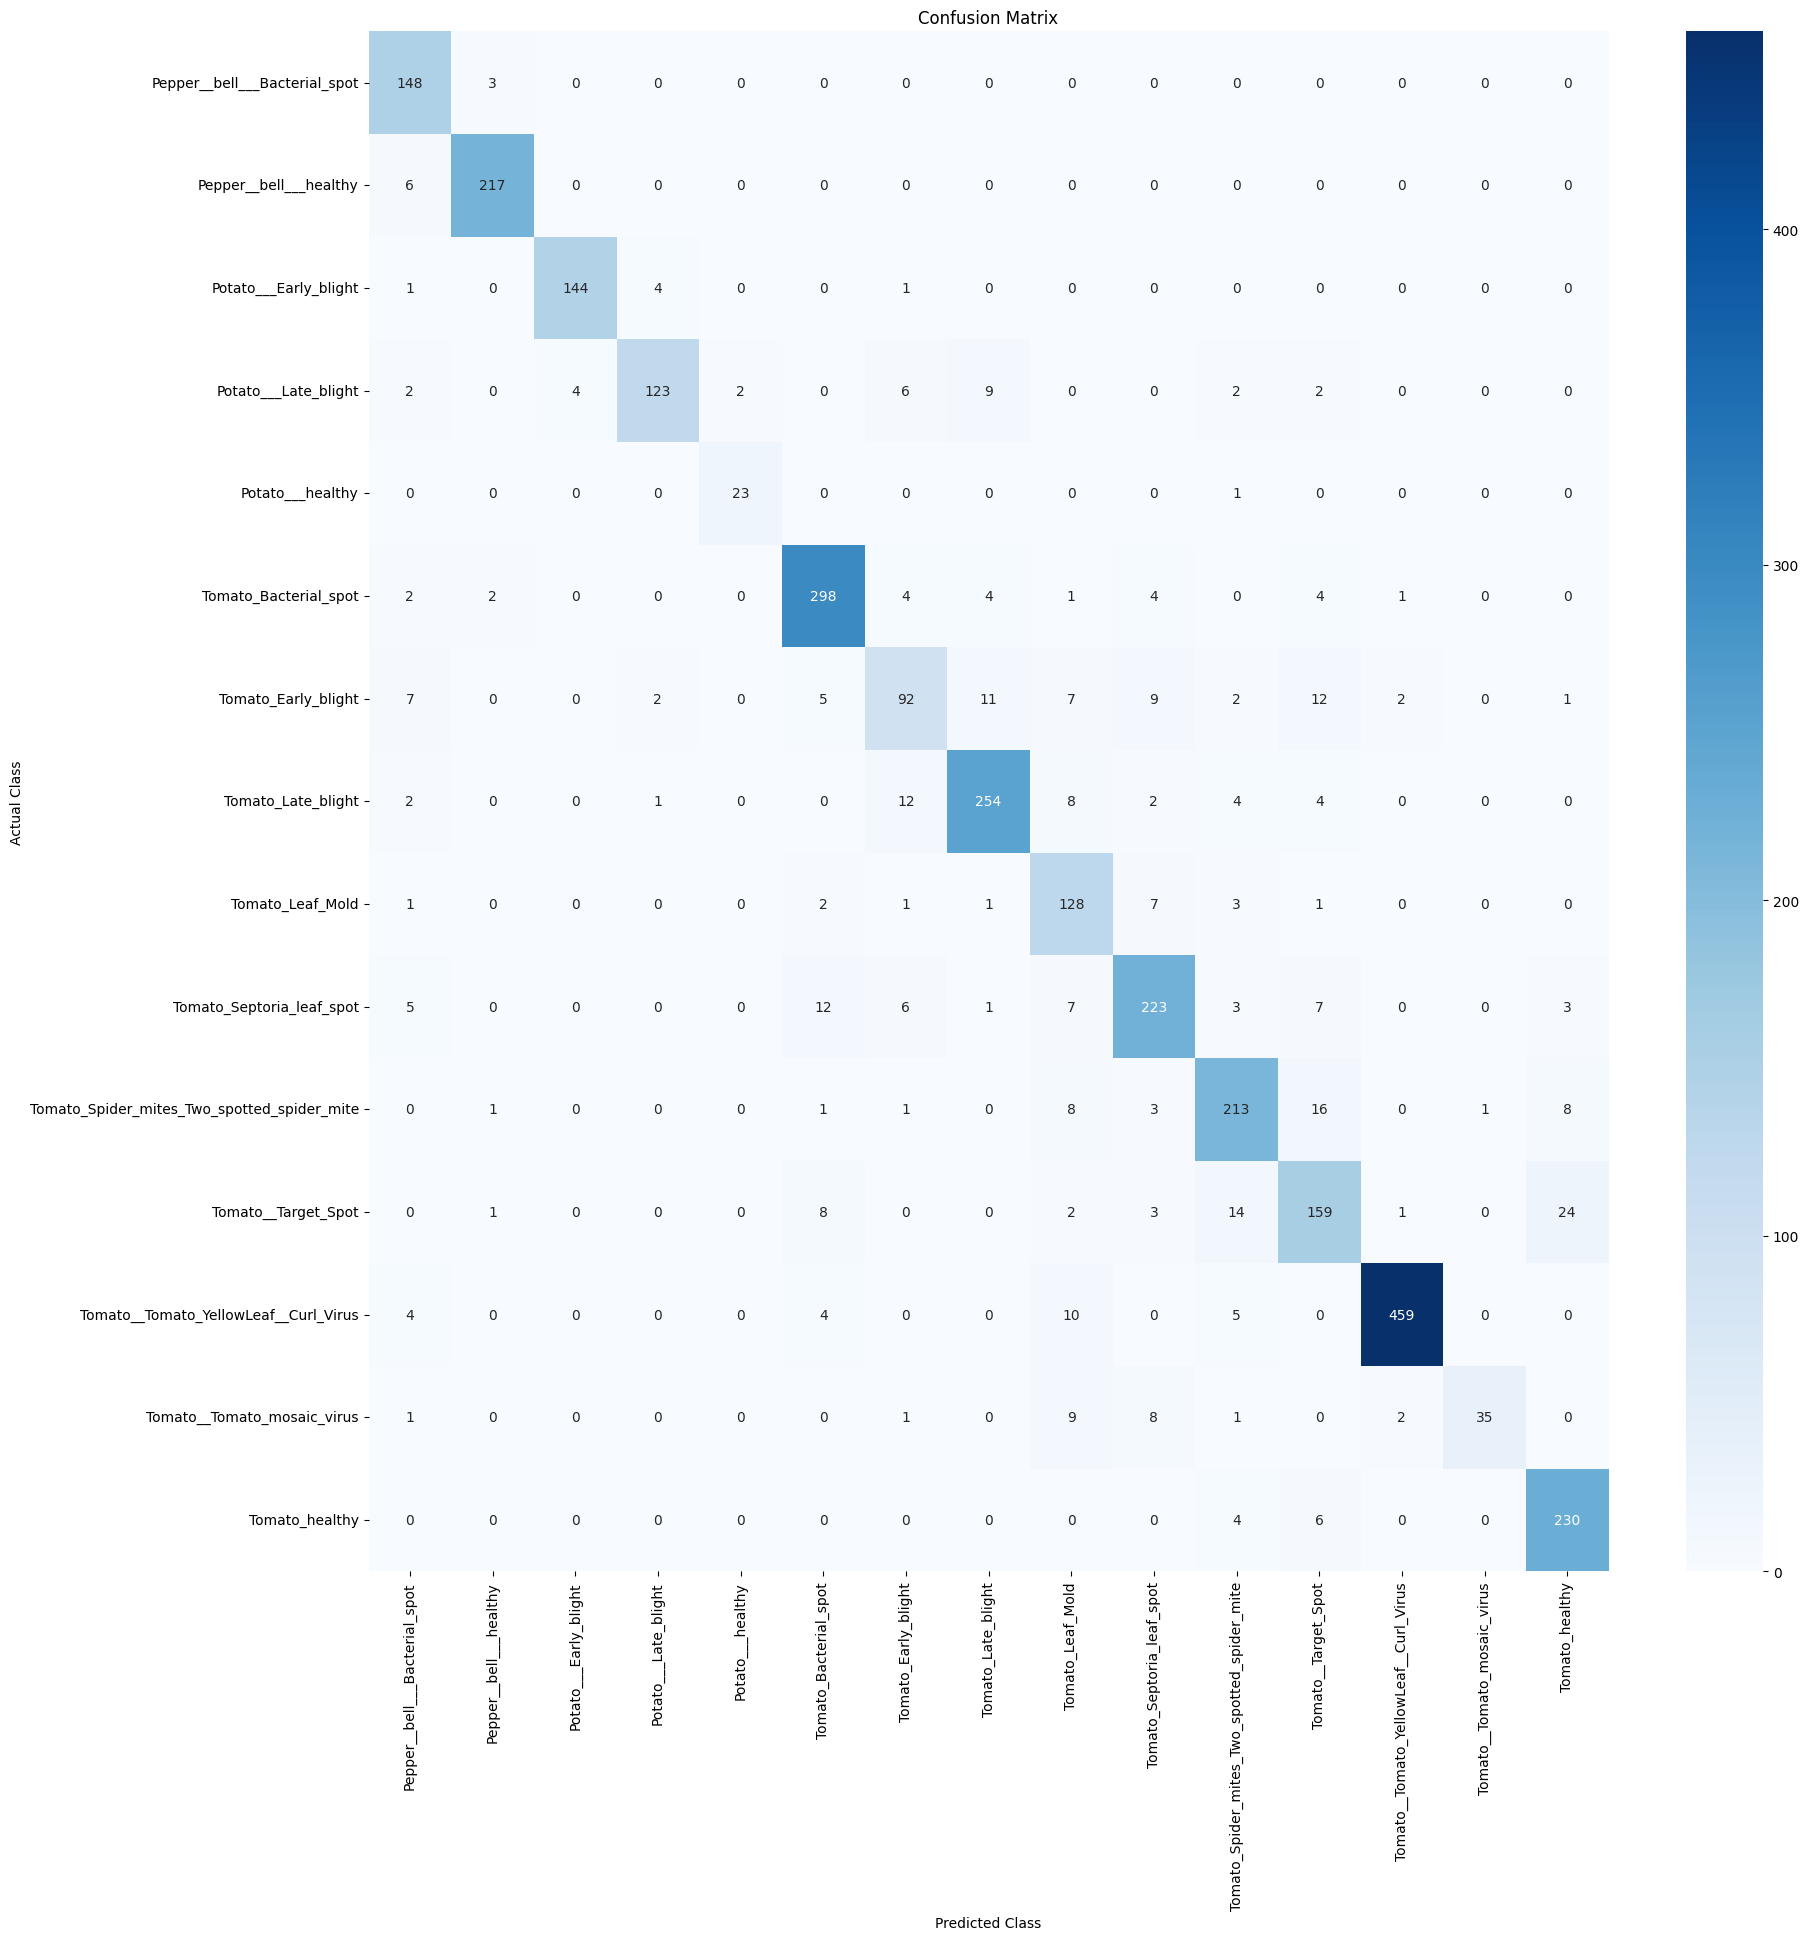 Confusion Matrix
Pepper__bell___Bacterial_spot 148 3 0 0 0 0 0 0 0 0 0 0 0 0 0
Pepper__bell___healthy 6 217 0 0 0 0 0 0 0 0 0 0 0 0 0
400
Potato___Early_blight 1 0 144 4 0 0 1 0 0 0 0 0 0 0 0
Potato___Late_blight 2 0 4 123 2 0 6 9 0 0 2 2 0 0 0
Potato___healthy 0 0 0 0 23 0 0 0 0 0 1 0 0 0 0
300
Tomato_Bacterial_spot 2 2 0 0 0 298 4 4 1 4 0 4 1 0 0
Tomato_Early_blight 7 0 0 2 0 5 92 11 7 9 2 12 2 0 1
Actual Class
Tomato_Late_blight 2 0 0 1 0 0 12 254 8 2 4 4 0 0 0
200
Tomato_Leaf_Mold 1 0 0 0 0 2 1 1 128 7 3 1 0 0 0
Tomato_Septoria_leaf_spot 5 0 0 0 0 12 6 1 7 223 3 7 0 0 3
Tomato_Spider_mites_Two_spotted_spider_mite 0 1 0 0 0 1 1 0 8 3 213 16 0 1 8
Tomato__Target_Spot 0 1 0 0 0 8 0 0 2 3 14 159 1 0 24
100
Tomato__Tomato_YellowLeaf__Curl_Virus 4 0 0 0 0 4 0 0 10 0 5 0 459 0 0
Tomato__Tomato_mosaic_virus 1 0 0 0 0 0 1 0 9 8 1 0 2 35 0
Tomato_healthy 0 0 0 0 0 0 0 0 0 0 4 6 0 0 230
0
Pepper__bell___Bacterial_spot
Pepper__bell___healthy
Potato___Early_blight
Potato___Late_blight
Potato___healthy
Tomato_Bacterial_spot
Tomato_Early_blight
Tomato_Late_blight
Tomato_Leaf_Mold
Tomato_Septoria_leaf_spot
Tomato_Spider_mites_Two_spotted_spider_mite
Tomato__Target_Spot
Tomato__Tomato_YellowLeaf__Curl_Virus
Tomato__Tomato_mosaic_virus
Tomato_healthy
Predicted Class